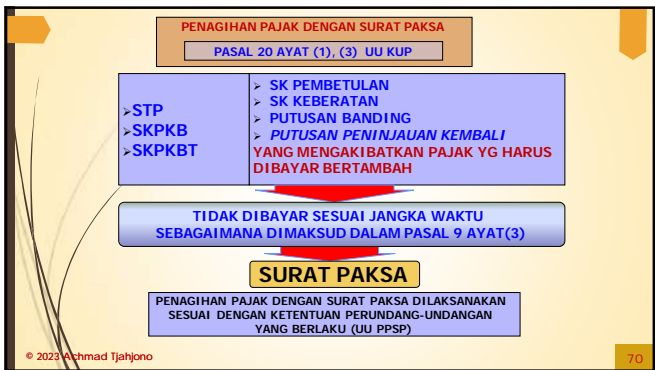 PENAGIHAN PAJAK DENGAN SURAT PAKSA
PASAL 20 AYAT (1), (3) UU KUP
➢STP
➢SKPKB
➢SKPKBT
➢ SK PEMBETULAN
➢ SK KEBERATAN
➢ PUTUSAN BANDING
➢ PUTUSAN PENINJAUAN KEMBALI
YANG MENGAKIBATKAN PAJAK YG HARUS
DIBAYAR BERTAMBAH
TIDAK DIBAYAR SESUAI JANGKA WAKTU
SEBAGAIMANA DIMAKSUD DALAM PASAL 9 AYAT(3)
SURAT PAKSA
PENAGIHAN PAJAK DENGAN SURAT PAKSA DILAKSANAKAN
SESUAI DENGAN KETENTUAN PERUNDANG-UNDANGAN
YANG BERLAKU (UU PPSP)
© 2023 Achmad Tjahjono
70